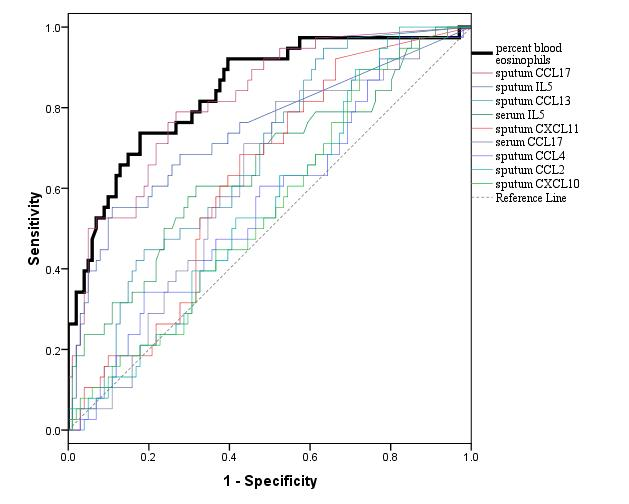 1.0
0.8
0.6
0.4
0.2
0.0
Sensitivity
0.0 0.2 0.4 0.6 0.8 1.0
1 - Specificity
percent blood
eosinophils
sputum CCL17
sputum IL5
sputum CCL13
serum IL5
sputum CXCL11
serum CCL17
sputum CCL4
sputum CCL2
sputum CXCL10
Reference Line